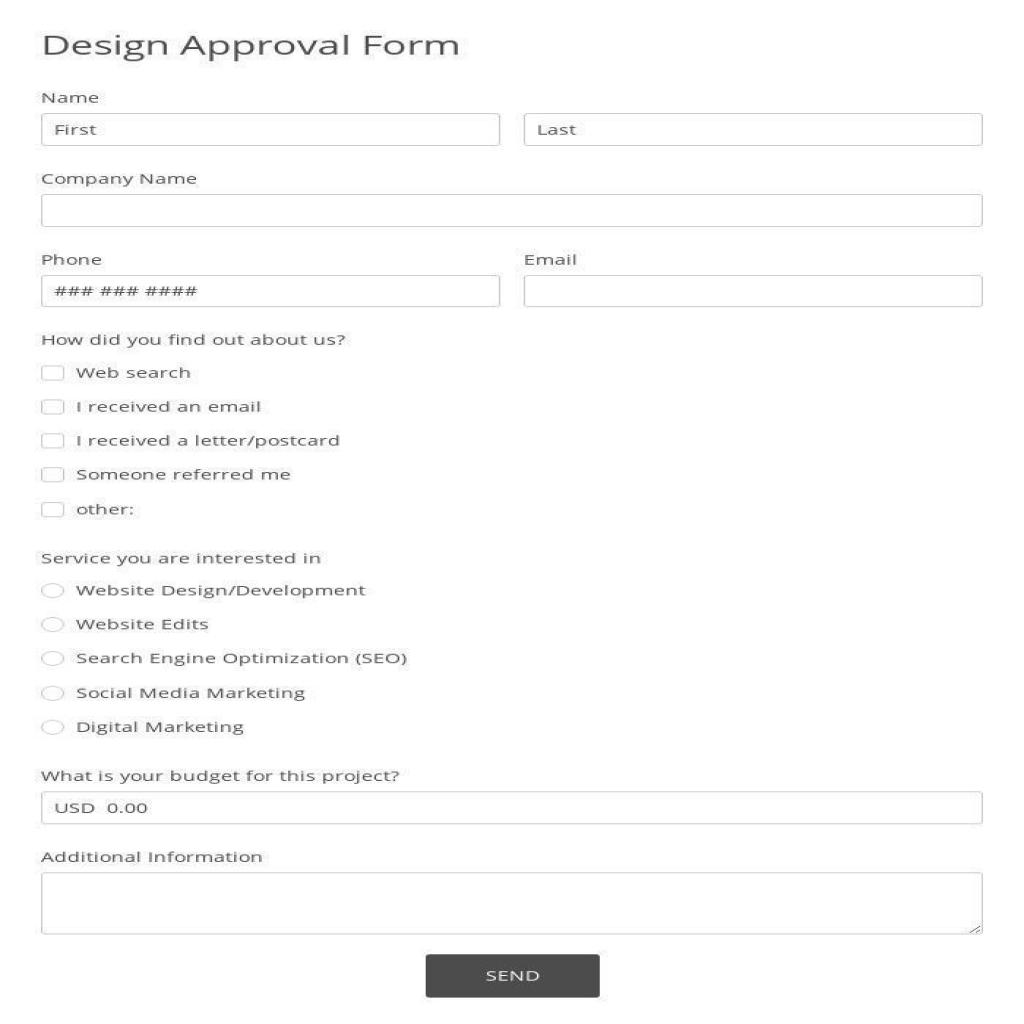 Design Approval Form
Name
First
Last
Company Name
Phone
Email
### ### ####
How did you find out about us?
Web search
I received an email
I received a letter/postcard
Someone referred me
other:
Service you are interested in
Website Design/Development
Website Edits
Search Engine Optimization (SEO)
Social Media Marketing
Digital Marketing
What is your budget for this project?
USD 0.00
Additional Information
SEND